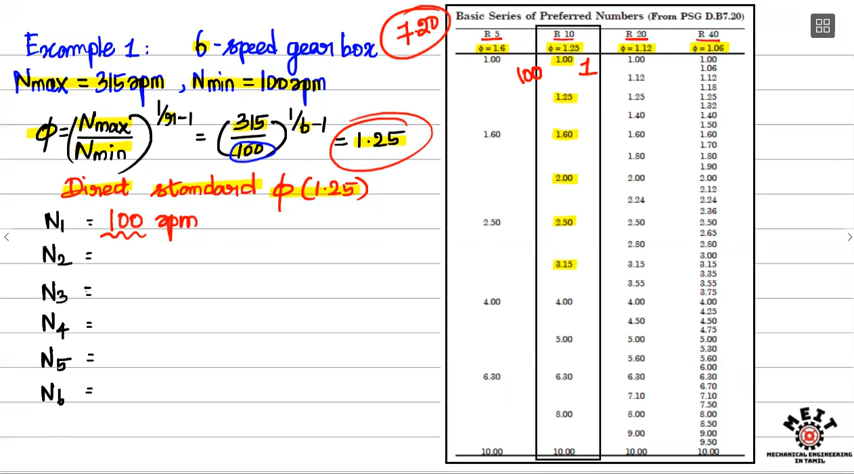 Example 1: 6-speed gear box
7.20
Nmax = 315 rpm, Nmin = 100 rpm
ϕ = (Nmax / Nmin)^1/n-1 = (315 / 100)^1/6-1 = 1.25
Direct standard ϕ (1.25)
N1 = 100 rpm
N2 =
N3 =
N4 =
N5 =
N6 =
Basic Series of Preferred Numbers (From PSG D.B7.20)
R 5 R 10 R 20 R 40
ϕ = 1.6 ϕ = 1.25 ϕ = 1.12 ϕ = 1.06
1.00 1.00 1.00 1.00
100 1
1.06
1.12 1.12
1.18
1.25 1.25 1.25
1.32
1.40 1.40
1.50
1.60 1.60 1.60 1.60
1.70
1.80 1.80
1.90
2.00 2.00 2.00
2.12
2.24 2.24
2.36
2.50 2.50 2.50 2.50
2.65
2.80 2.80
3.00
3.15 3.15 3.15
3.35
3.55 3.55
3.75
4.00 4.00 4.00 4.00
4.25
4.50 4.50
4.75
5.00 5.00 5.00
5.30
5.60 5.60
6.00
6.30 6.30 6.30 6.30
6.70
7.10 7.10
7.50
8.00 8.00 8.00
8.50
9.00 9.00
9.50
10.00 10.00 10.00 10.00
MEIT
MECHANICAL ENGINEERING
IN TAMIL